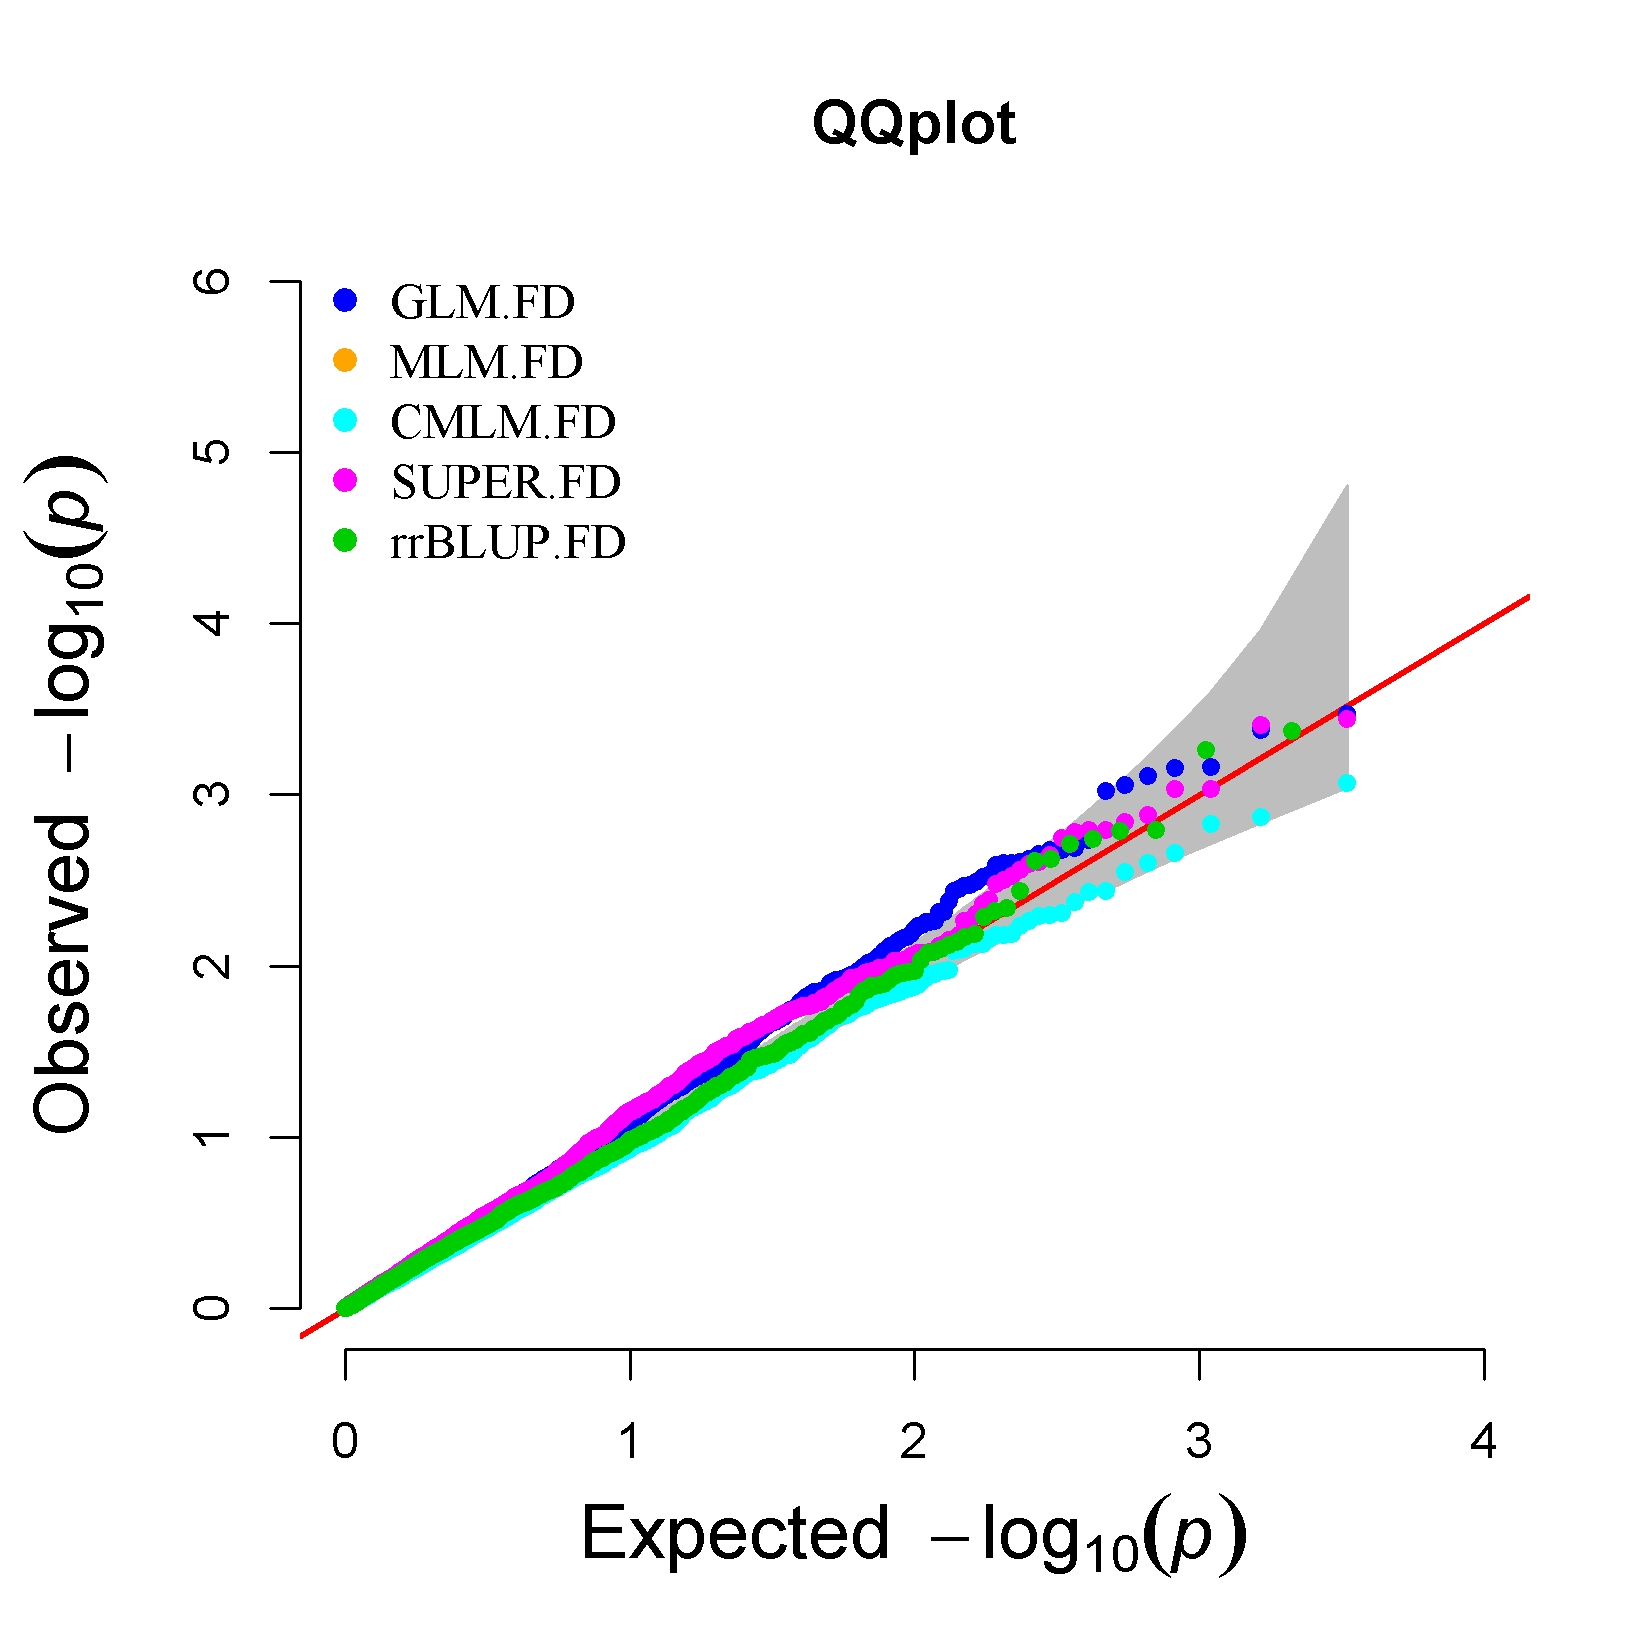 QQplot
6
5
4
3
2
1
0
Observed −log₁₀(p)
GLM.FD
MLM.FD
CMLM.FD
SUPER.FD
rrBLUP.FD
0 1 2 3 4
Expected −log₁₀(p)